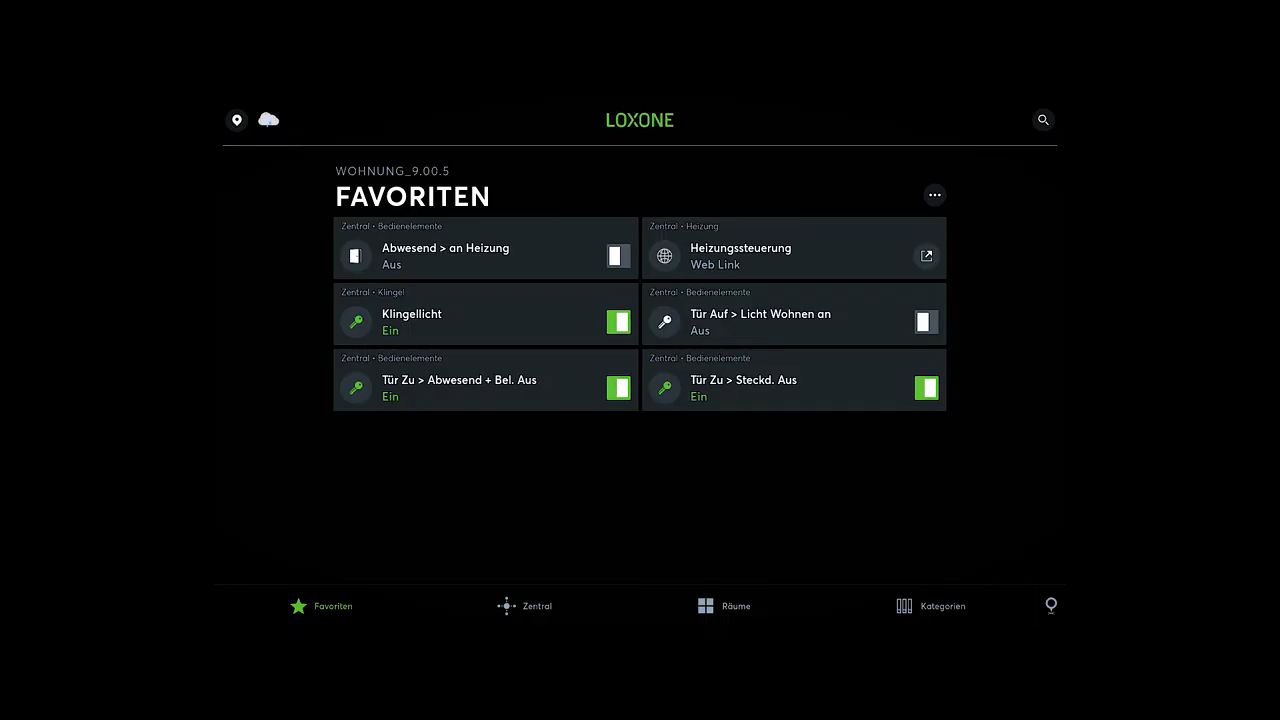 LOXONE
WOHNUNG_9.00.5
FAVORITEN
Zentral • Bedienelemente
Abwesend > an Heizung
Aus
Zentral • Heizung
Heizungssteuerung
Web Link
Zentral • Klingel
Klingellicht
Ein
Zentral • Bedienelemente
Tür Auf > Licht Wohnen an
Aus
Zentral • Bedienelemente
Tür Zu > Abwesend + Bel. Aus
Ein
Zentral • Bedienelemente
Tür Zu > Steckd. Aus
Ein
Favoriten
Zentral
Räume
Kategorien